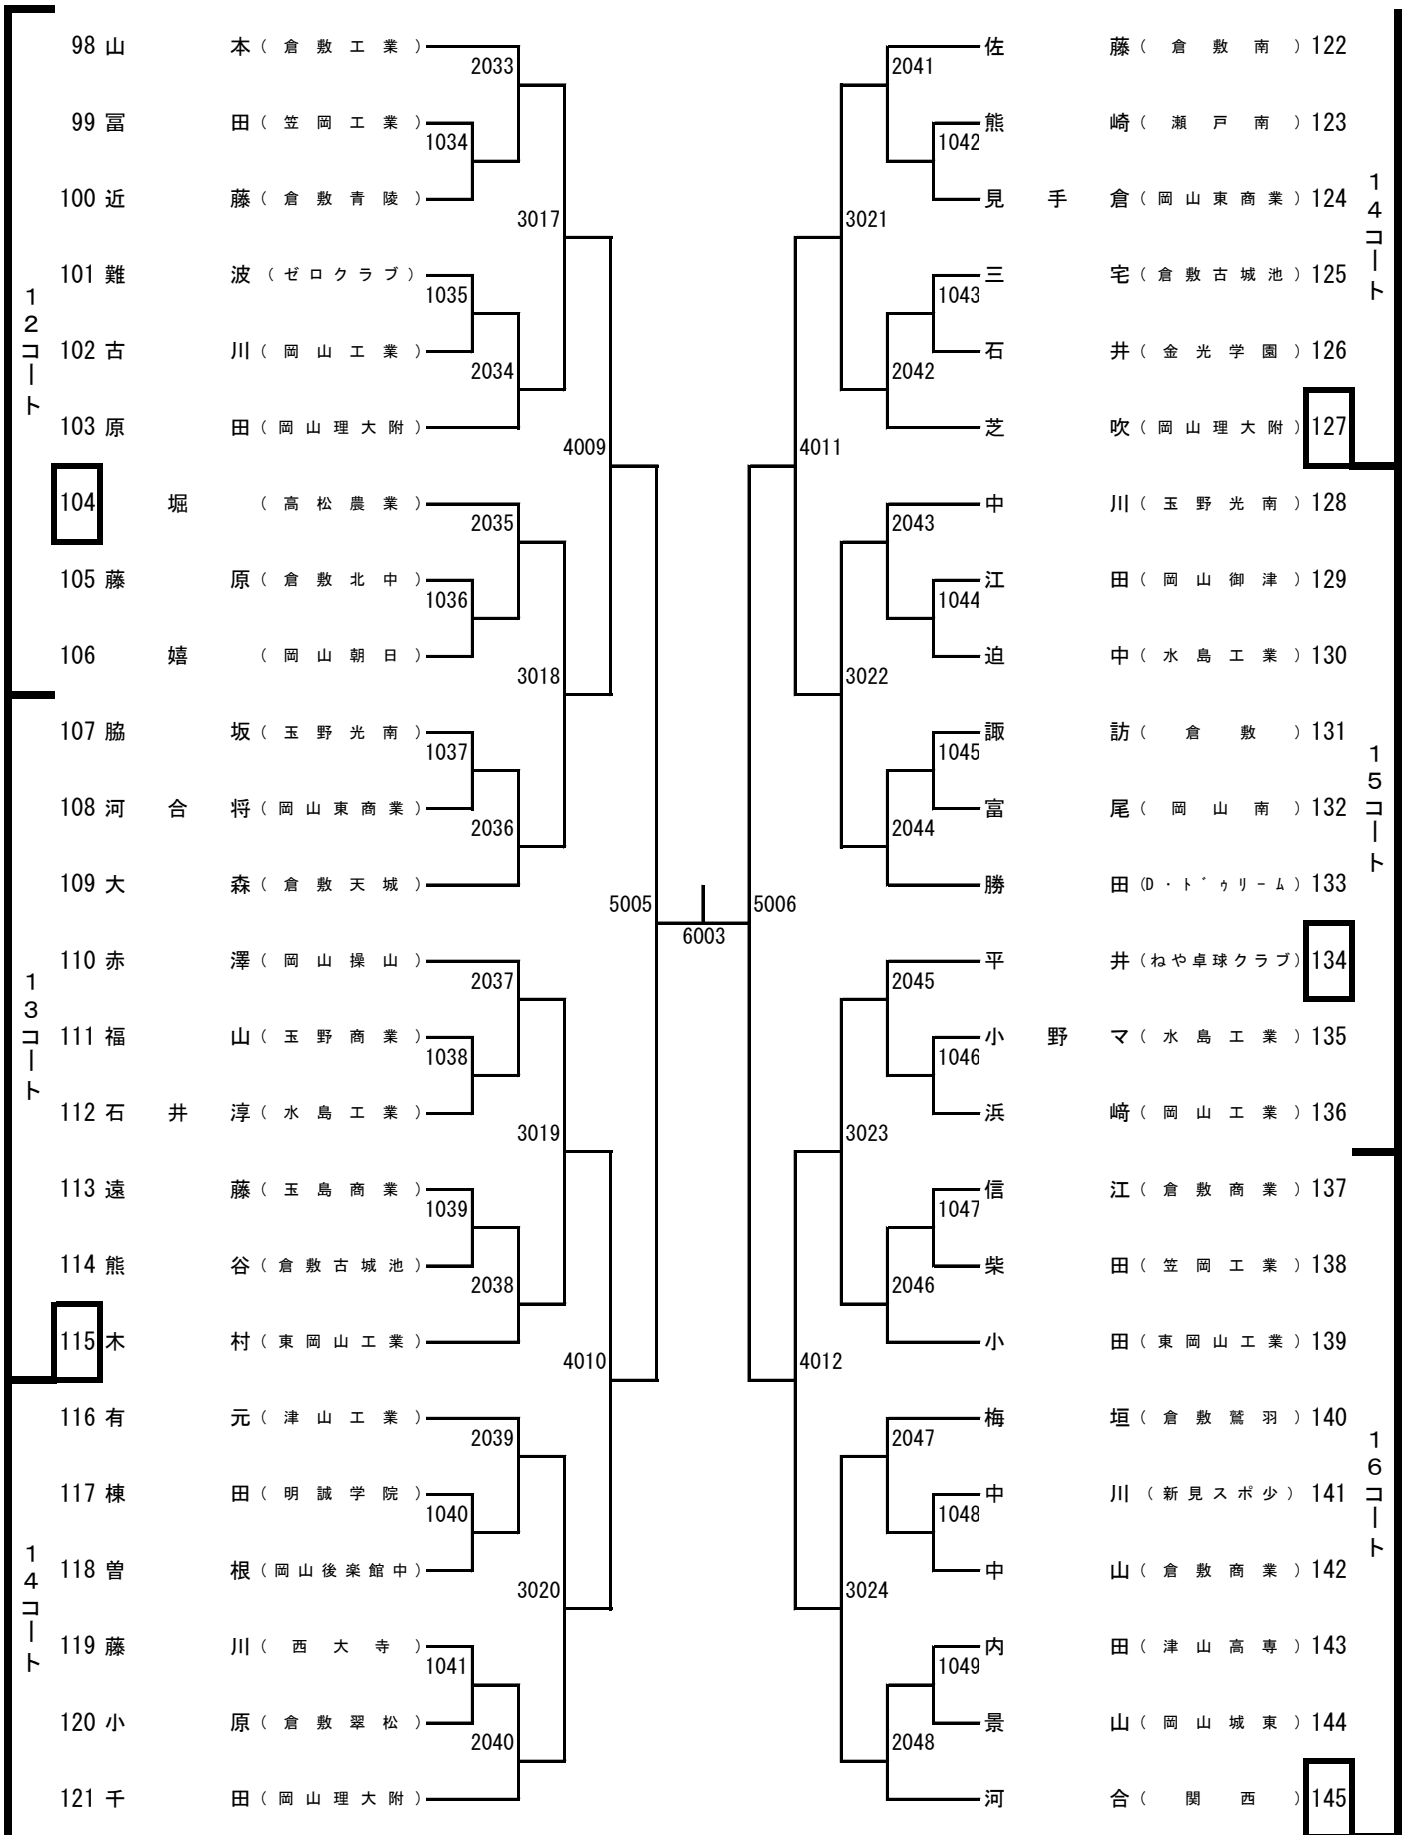 98 山本 (倉敷工業)
2033
99 冨田 (笠岡工業)
1034
100 近藤 (倉敷青陵)
3017
101 難波 (ゼロクラブ)
1035
102 古川 (岡山工業)
2034
103 原田 (岡山理大附)
4009
104 堀 (高松農業)
2035
105 藤原 (倉敷北中)
1036
106 嬉 (岡山朝日)
3018
107 脇坂 (玉野光南)
1037
108 河合将 (岡山東商業)
2036
109 大森 (倉敷天城)
5005
110 赤澤 (岡山操山)
2037
111 福山 (玉野商業)
1038
112 石井淳 (水島工業)
3019
113 遠藤 (玉島商業)
1039
114 熊谷 (倉敷古城池)
2038
115 木村 (東岡山工業)
4010
116 有元 (津山工業)
2039
117 棟田 (明誠学院)
1040
118 曽根 (岡山後楽館中)
3020
119 藤川 (西大寺)
1041
120 小原 (倉敷翠松)
2040
121 千田 (岡山理大附)
12コート
13コート
14コート
6003
佐藤 (倉敷南) 122
2041
熊崎 (瀬戸南) 123
1042
見手倉 (岡山東商業) 124
3021
三宅 (倉敷古城池) 125
1043
石井 (金光学園) 126
2042
芝吹 (岡山理大附) 127
4011
中川 (玉野光南) 128
2043
江田 (岡山御津) 129
1044
迫中 (水島工業) 130
3022
諏訪 (倉敷) 131
1045
富尾 (岡山南) 132
2044
勝田 (D・ドゥリーム) 133
5006
平井 (ねや卓球クラブ) 134
2045
小野マ (水島工業) 135
1046
浜﨑 (岡山工業) 136
3023
信江 (倉敷商業) 137
1047
柴田 (笠岡工業) 138
2046
小田 (東岡山工業) 139
4012
梅垣 (倉敷鷲羽) 140
2047
中川 (新見スポ少) 141
1048
中山 (倉敷商業) 142
3024
内田 (津山高専) 143
1049
景山 (岡山城東) 144
2048
河合 (関西) 145
14コート
15コート
16コート